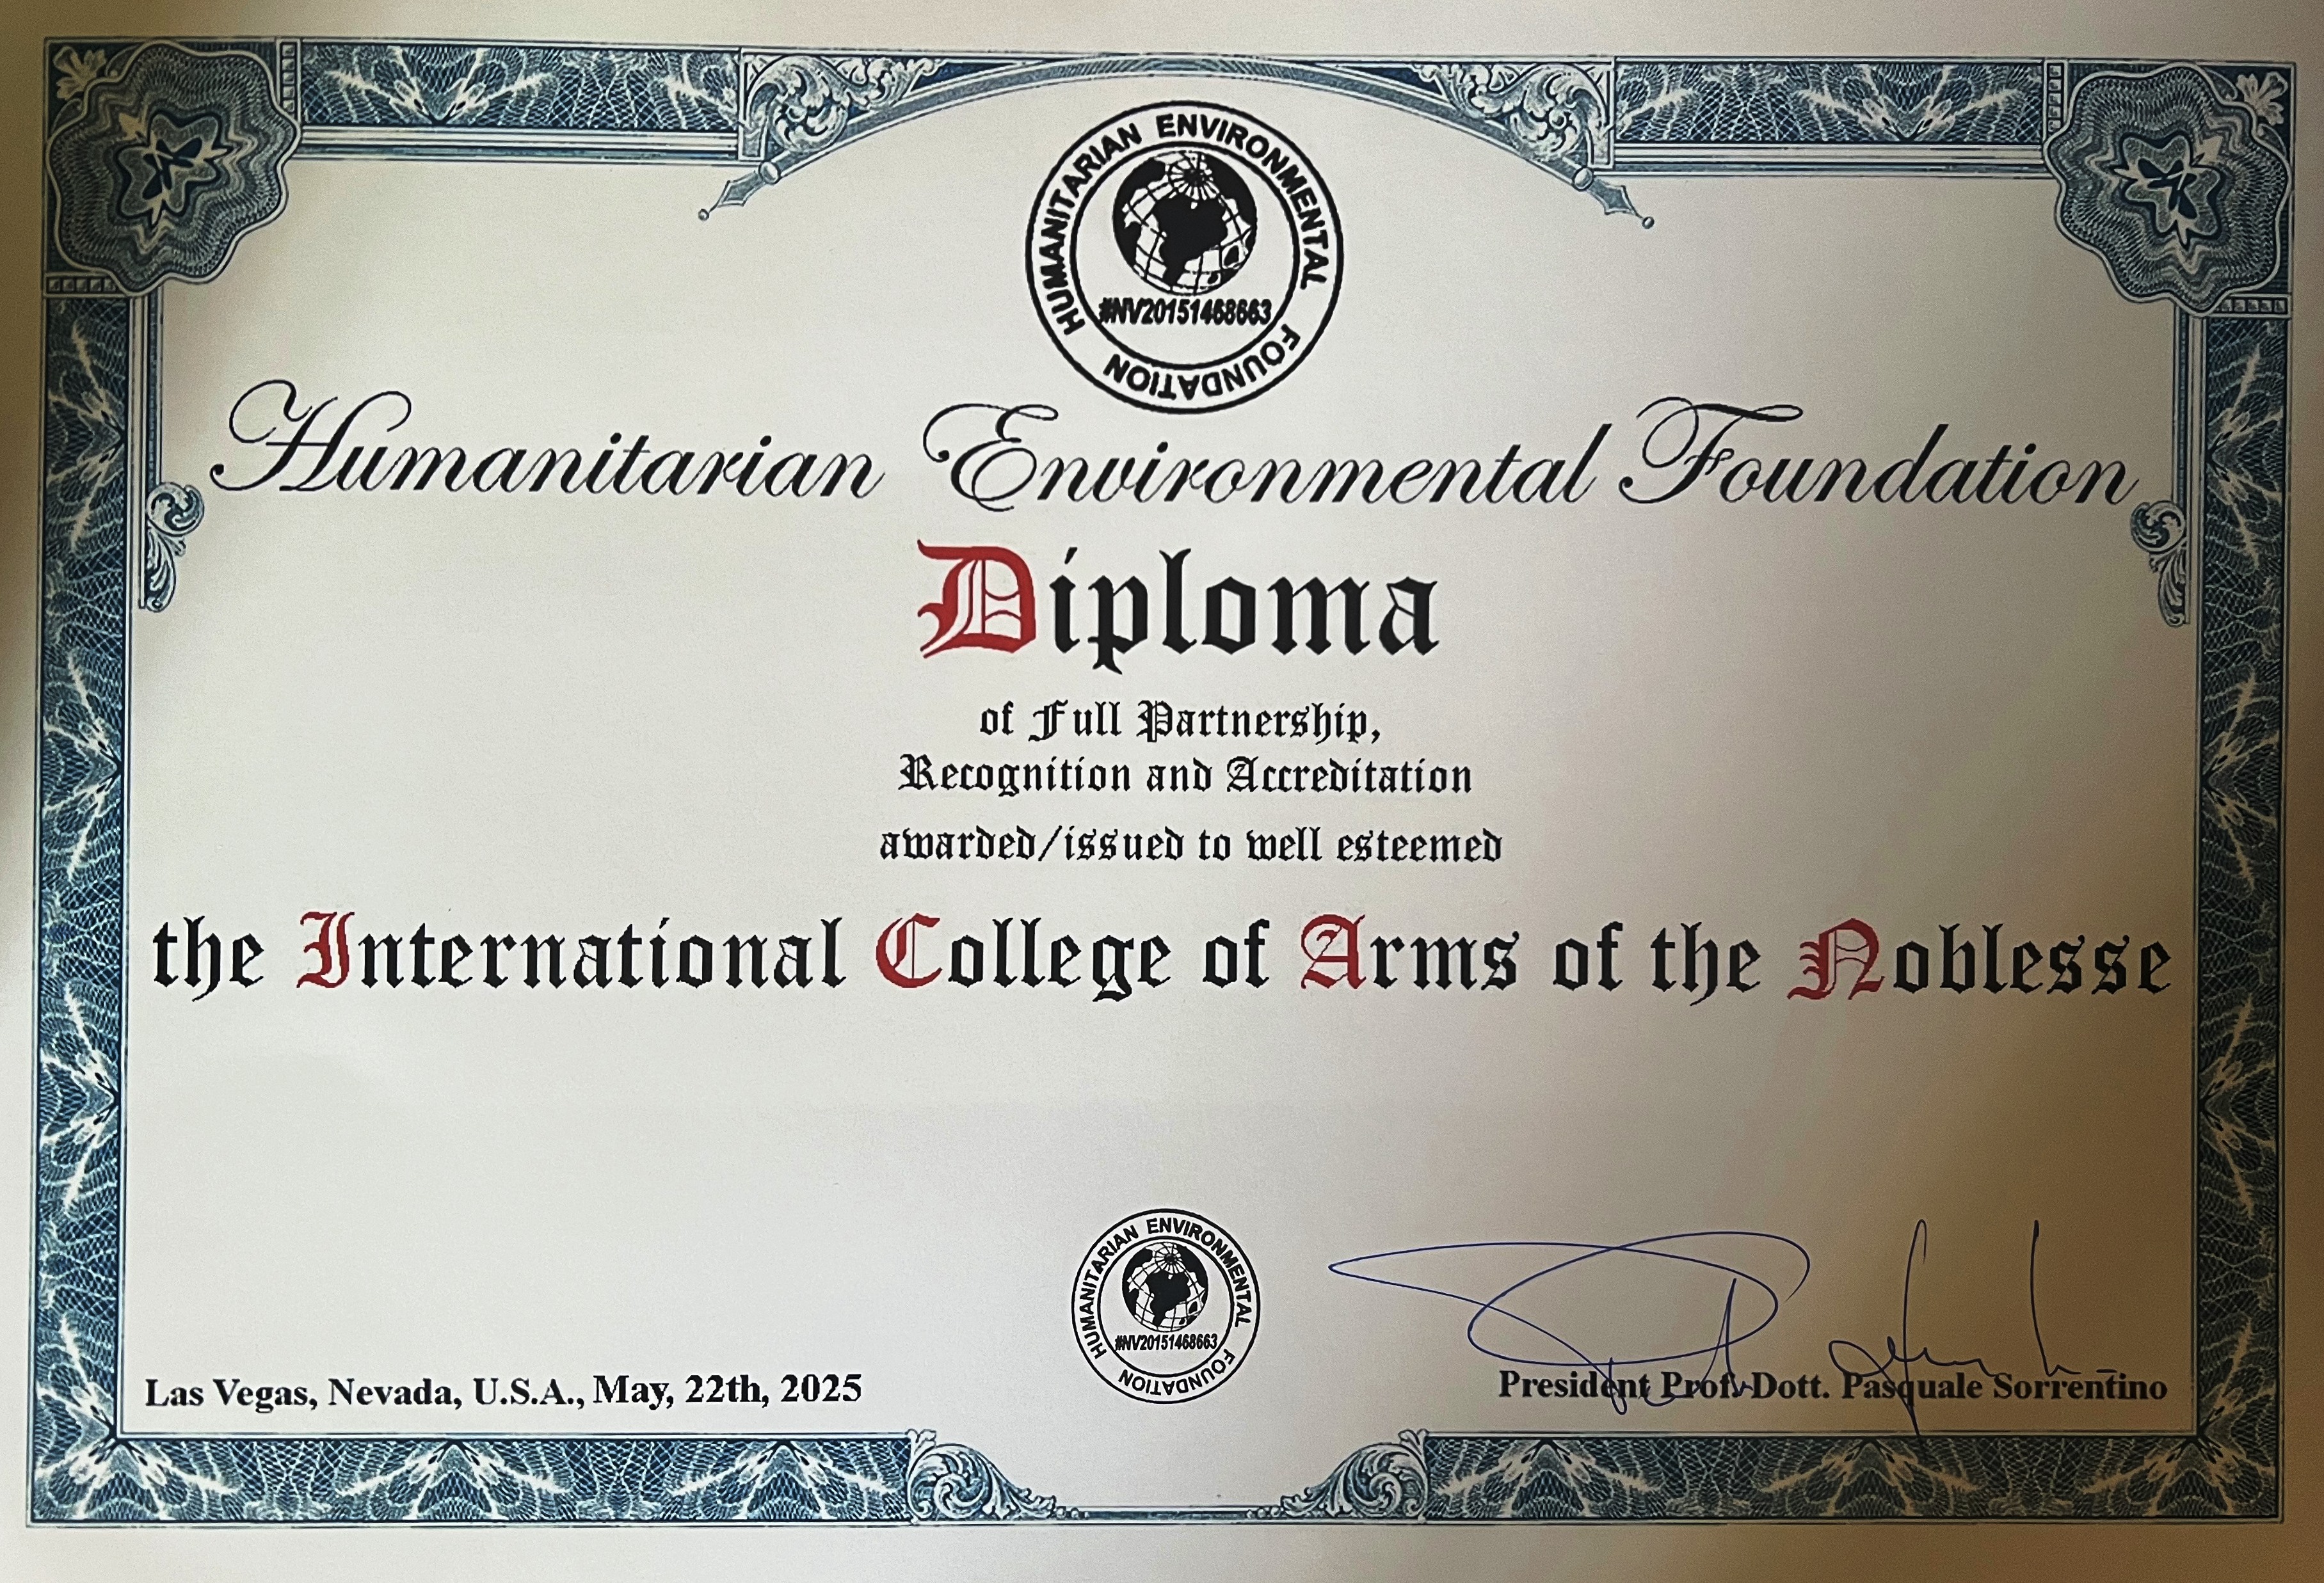 HUMANITARIAN ENVIRONMENTAL FOUNDATION
#NV20151468663
Humanitarian Environmental Foundation
Diploma
of Full Partnership,
Recognition and Accreditation
awarded/issued to well esteemed
the International College of Arms of the Noblesse
HUMANITARIAN ENVIRONMENTAL FOUNDATION
#NV20151468663
Las Vegas, Nevada, U.S.A., May, 22th, 2025
President Prof. Dott. Pasquale Sorrentino